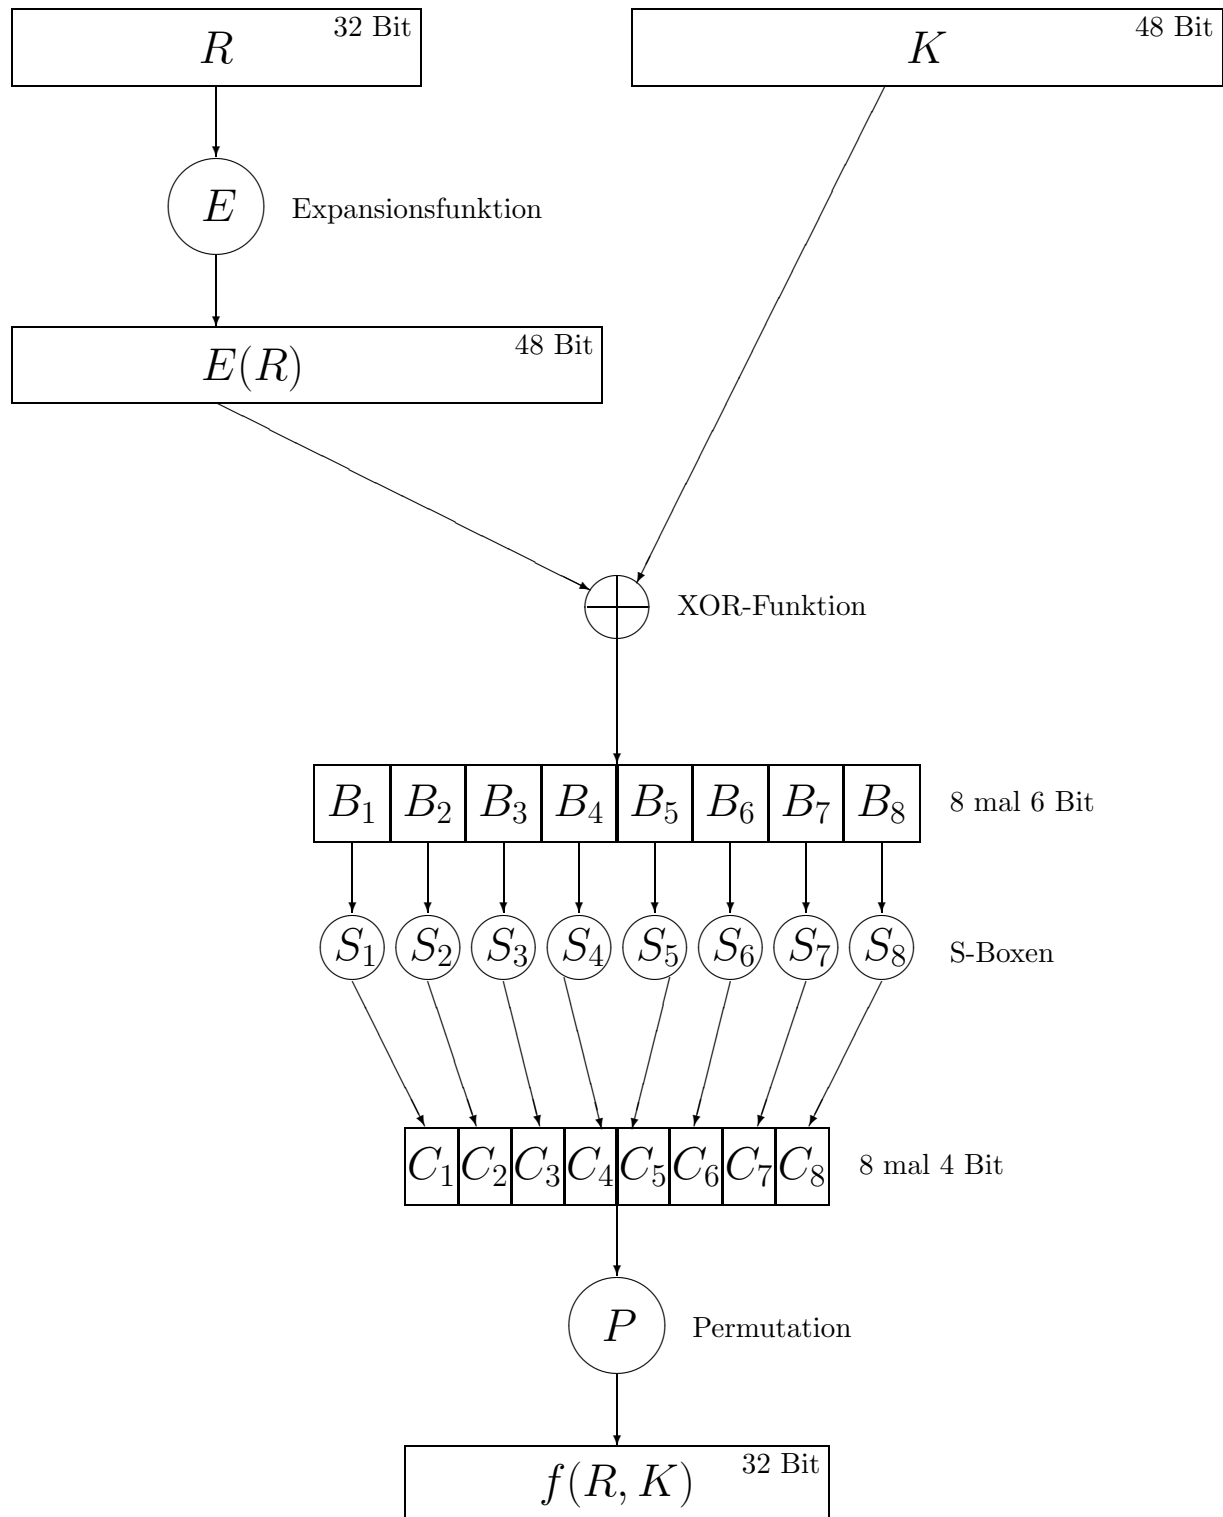 R 32 Bit
K 48 Bit
E Expansionsfunktion
E(R) 48 Bit
XOR-Funktion
B₁ B₂ B₃ B₄ B₅ B₆ B₇ B₈ 8 mal 6 Bit
S₁ S₂ S₃ S₄ S₅ S₆ S₇ S₈ S-Boxen
C₁ C₂ C₃ C₄ C₅ C₆ C₇ C₈ 8 mal 4 Bit
P Permutation
f(R, K) 32 Bit